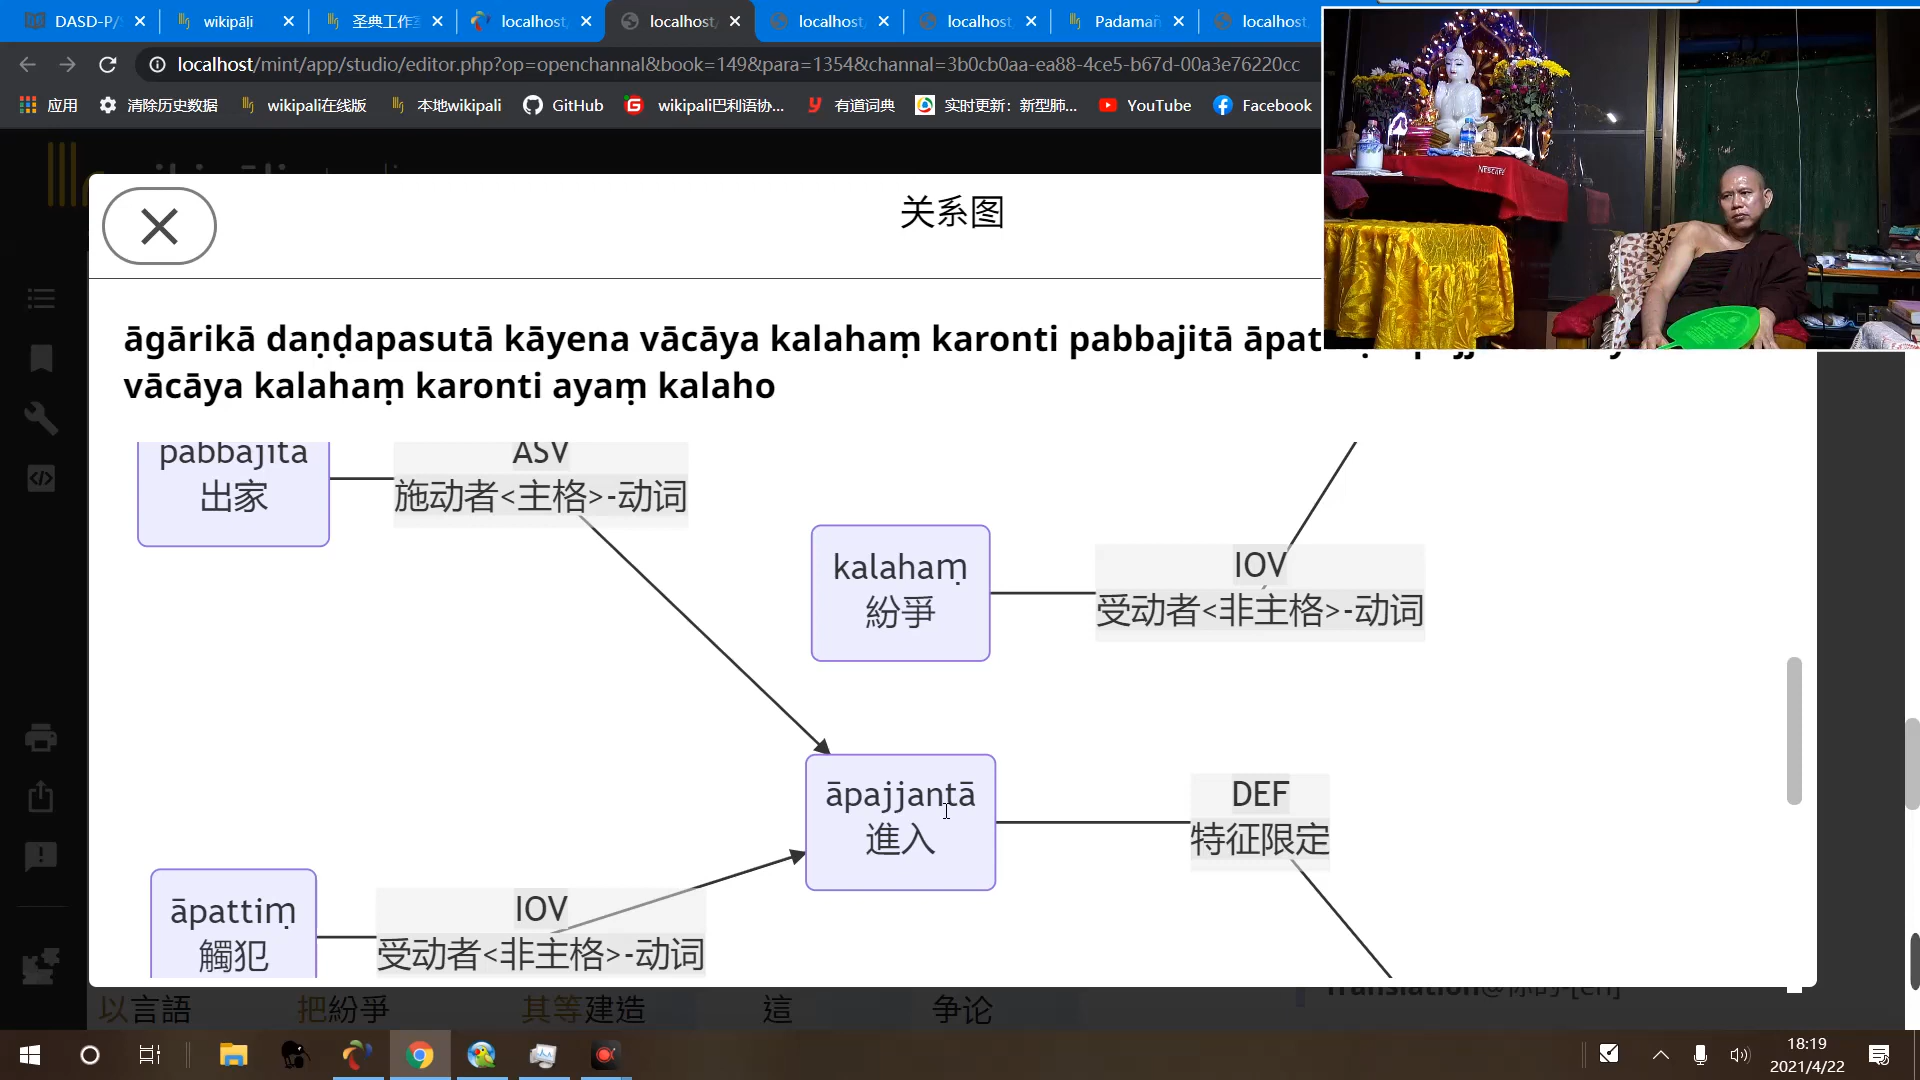 DASD-P/
wikipāli
圣典工作
localhost
localhost
localhost
localhost
Padamañ
localhost
localhost/mint/app/studio/editor.php?op=openchannal&book=149&para=1354&channal=3b0cb0aa-ea88-4ce5-b67d-00a3e76220cc
应用
清除历史数据
wikipali在线版
本地wikipali
GitHub
wikipali巴利语协...
有道词典
实时更新：新型肺...
YouTube
Facebook
NESCAFE
关系图
āgārikā daṇḍapasutā kāyena vācāya kalahaṃ karonti pabbajitā
vācāya kalahaṃ karonti ayaṃ kalaho
pabbajitā
出家
ASV
施动者<主格>-动词
kalahaṃ
紛爭
IOV
受动者<非主格>-动词
āpajjantā
進入
DEF
特征限定
āpattiṃ
觸犯
IOV
受动者<非主格>-动词
以言語
把紛爭
其等建造
這
争论
18:19
2021/4/22